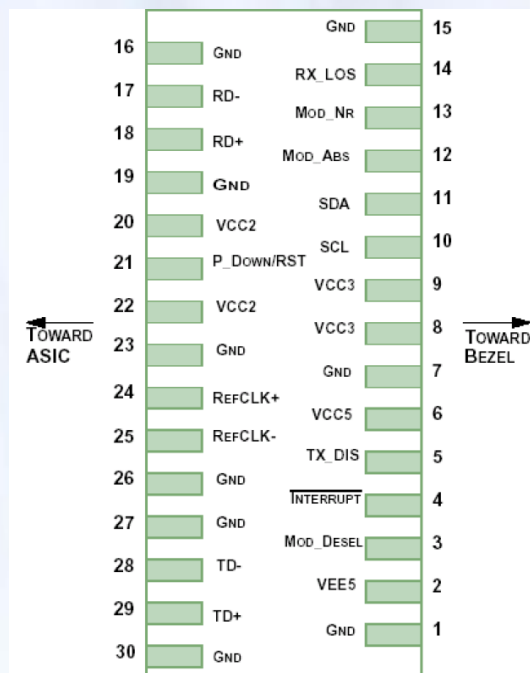 16 GND
17 RD-
18 RD+
19 GND
20 VCC2
21 P_DOWN/RST
22 VCC2
23 GND
24 REFCLK+
25 REFCLK-
26 GND
27 GND
28 TD-
29 TD+
30 GND
TOWARD
ASIC
GND 15
RX_LOS 14
MOD_NR 13
MOD_ABS 12
SDA 11
SCL 10
VCC3 9
VCC3 8
GND 7
VCC5 6
TX_DIS 5
INTERRUPT 4
MOD_DESEL 3
VEE5 2
GND 1
TOWARD
BEZEL